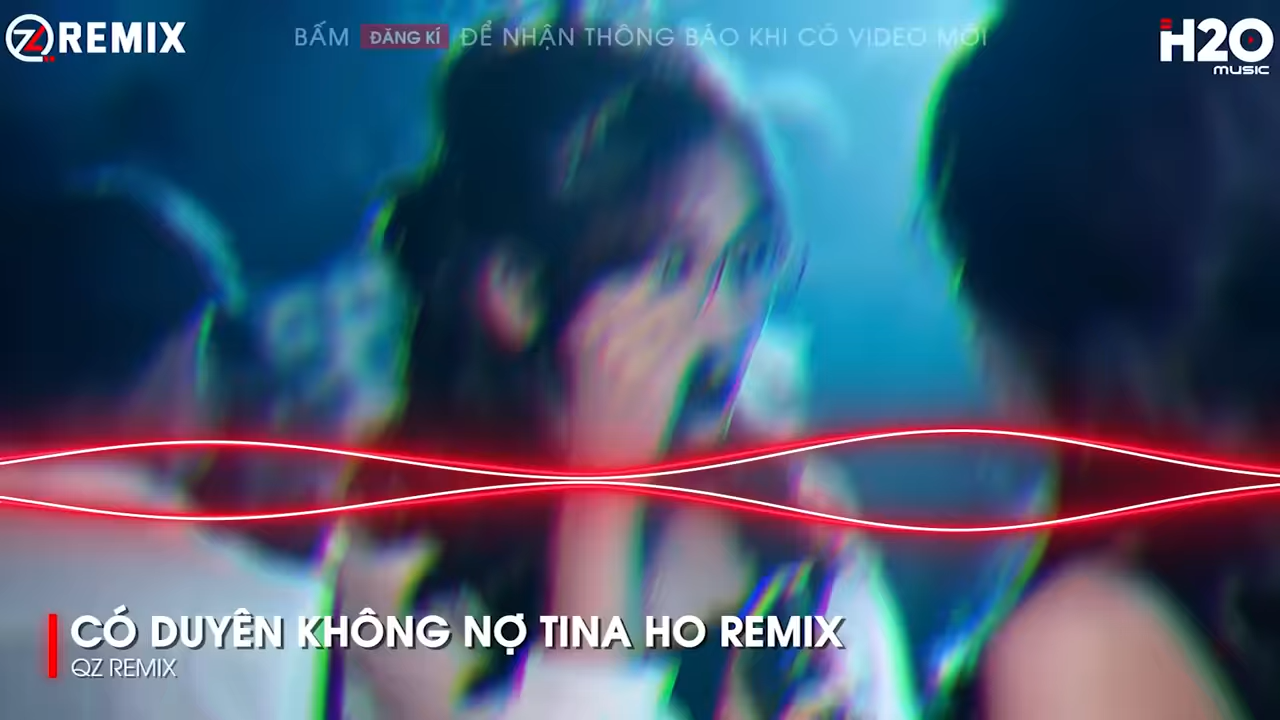 QZ REMIX
BẤM ĐĂNG KÍ ĐỂ NHẬN THÔNG BÁO KHI CÓ VIDEO MỚI
H2O
MUSIC
CÓ DUYÊN KHÔNG NỢ TINA HO REMIX
QZ REMIX